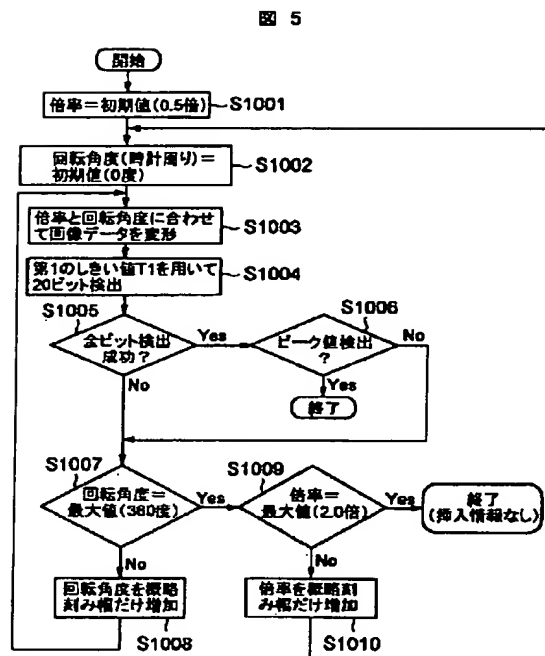 図 5
開始
倍率=初期値(0.5倍)
S1001
回転角度(時計周り)=
初期値(0度)
S1002
倍率と回転角度に合わせ
て画像データを変形
S1003
第1のしきい値T1を用いて
20ビット検出
S1004
S1005
全ビット検出
成功?
Yes
No
S1006
ピーク値検出
?
No
Yes
終了
S1007
回転角度=
最大値(360度)
Yes
No
S1009
倍率=
最大値(2.0倍)
Yes
No
終了
(挿入情報なし)
回転角度を概略
刻み幅だけ増加
S1008
倍率を概略刻
み幅だけ増加
S1010